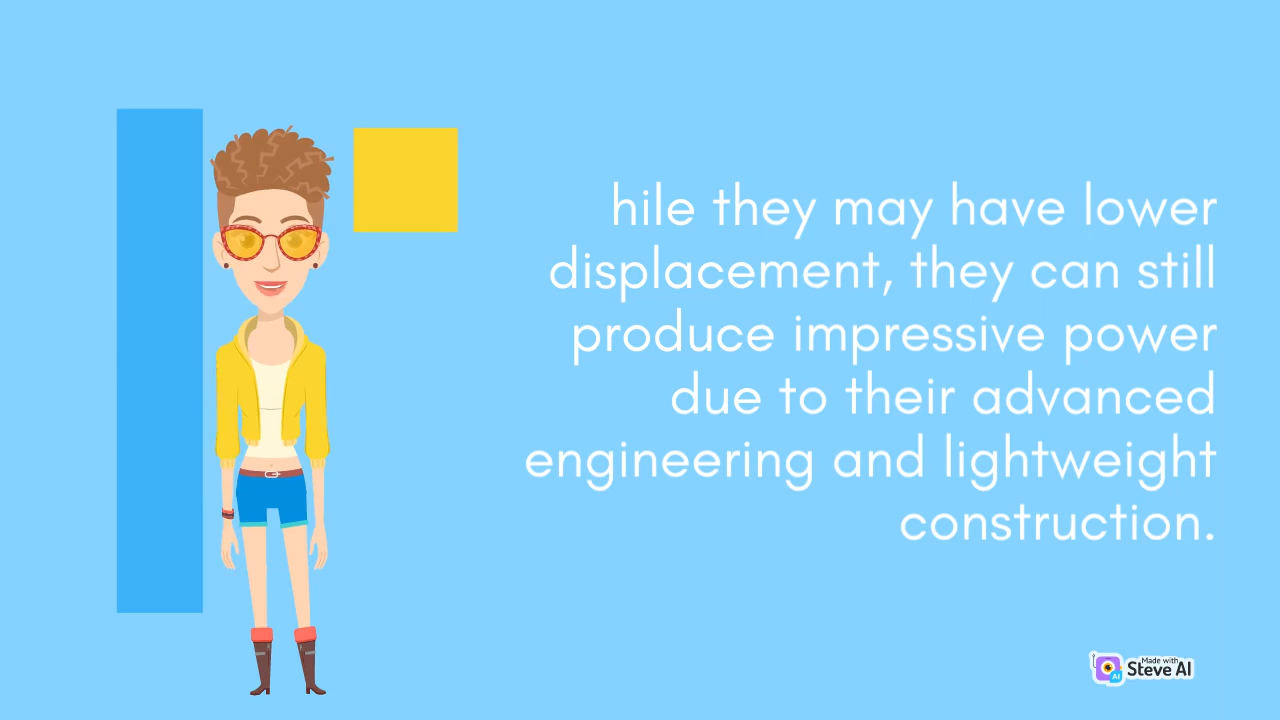 hile they may have lower
displacement, they can still
produce impressive power
due to their advanced
engineering and lightweight
construction.
Made with
Steve AI
AI